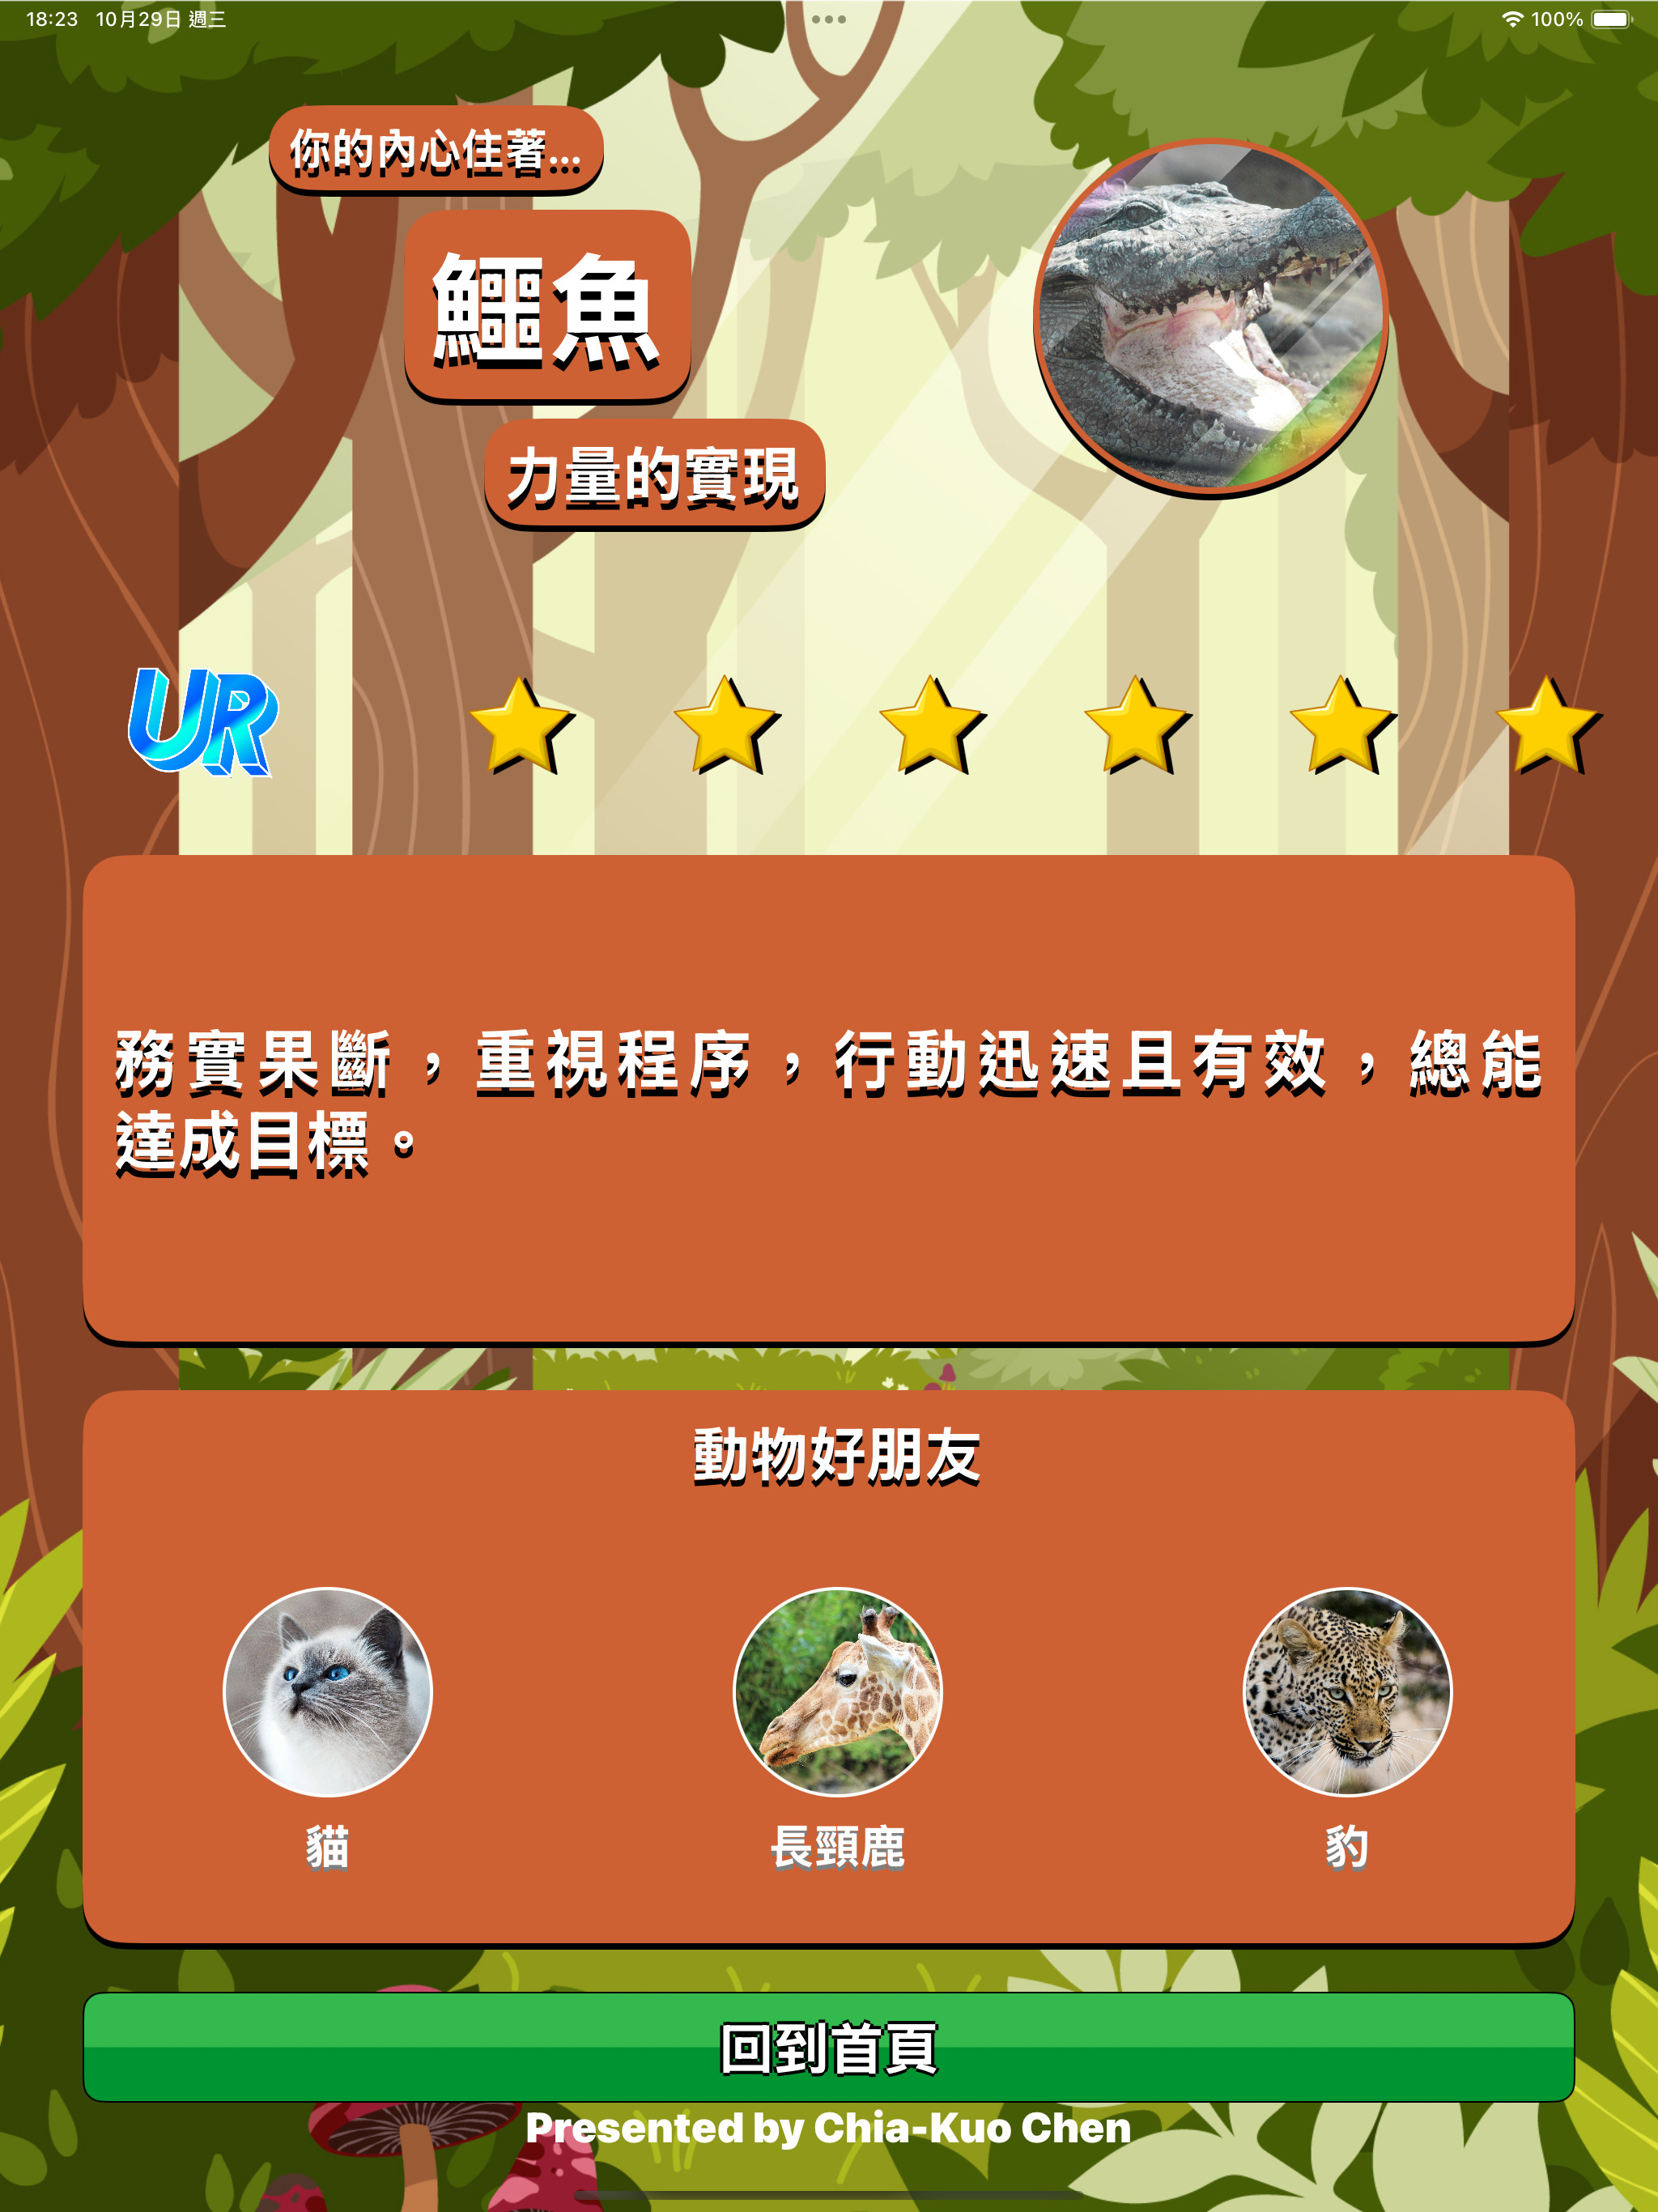 18:23 10月29日 週三
100%
你的內心住著...
鱷魚
力量的實現
UR
務實果斷，重視程序，行動迅速且有效，總能
達成目標。
動物好朋友
貓 長頸鹿 豹
回到首頁
Presented by Chia-Kuo Chen